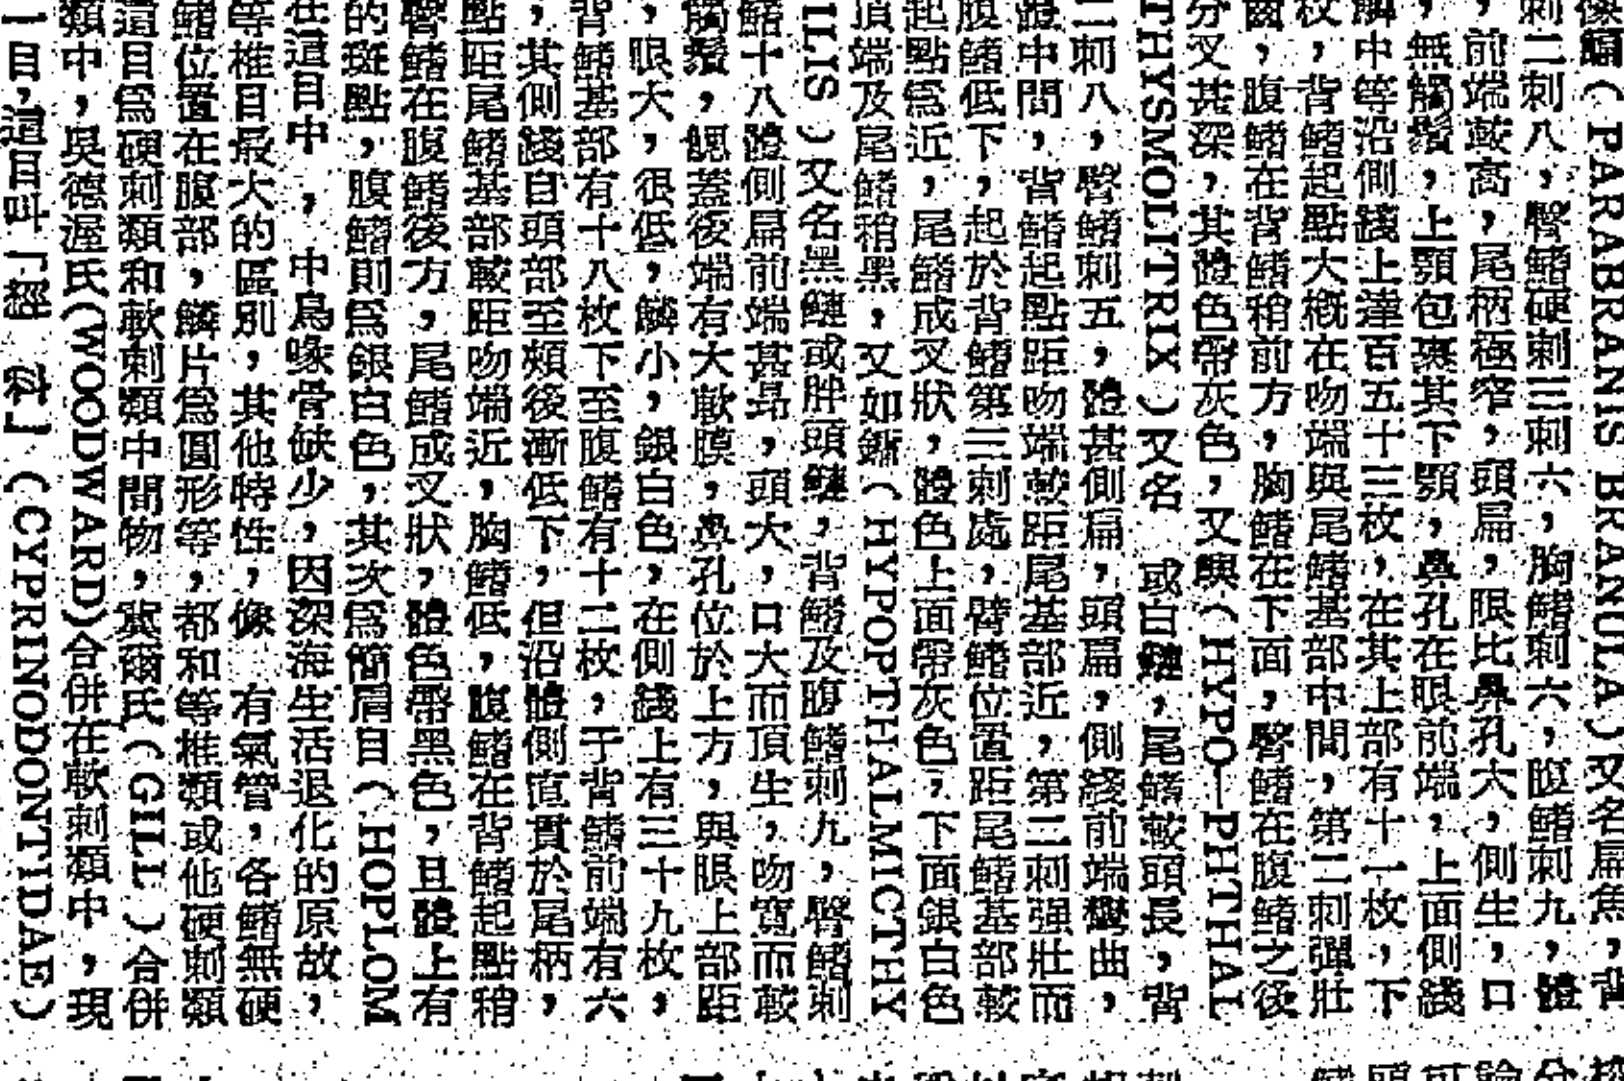 像鯿(PARABRANIS BRANULA)又名扁魚,背
刺二刺八,臀鰭硬刺三刺六,胸鰭刺六,腹鰭刺九,體
,前端較高,尾柄極窄,頭扁,眼比鼻孔大,側生,口
,無觸鬚,上顎包裹其下顎,鼻孔在眼前端,上面側綫
鱗中等沿側綫上達百五十三枚,在其上部有十一枚,下
枚,背鰭起點大概在吻端與尾鰭基部中間,第二刺彈壯
齒,腹鰭在背鰭稍前方,胸鰭在下面,臀鰭在腹鰭之後
分叉甚深,其體色帶灰色,又與(HYPO—PHTHAL
THYSMOLITRIX)又名 或白鰱,尾鰭較頭長,背
二刺八,臀鰭刺五,體甚側扁,頭扁,側綫前端彎曲,
體中間,背鰭起點距吻端較距尾基部近,第二刺强壯而
腹鰭低下,起於背鰭第三刺處,臀鰭位置距尾鰭基部較
起點爲近,尾鰭成叉狀,體色上面帶灰色,下面銀白色
頂端及尾鰭稍黑,又如鱅(HYPOPTHALMICTHY
ILIS)又名黑鰱或胖頭鰱,背鰭及腹鰭刺九,臀鰭刺
鰭十八體側扁前端甚昻,頭大,口大而頂生,吻寬而較
觸鬚,鰓蓋後端有大軟膜,鼻孔位於上方,與眼上部距
,眼大,很低,鱗小,銀白色,在側綫上有三十九枚,
背鰭基部有十八枚下至腹鰭有十二枚,于背鰭前端有六
,其側綫自頭部至頰後漸低下,但沿體側直貫於尾柄,
點距尾鰭基部較距吻端近,胸鰭低,腹鰭在背鰭起點稍
臀鰭在腹鰭後方,尾鰭成叉狀,體色帶黑色,且體上有
的斑點,腹鰭則爲銀白色,其次爲簡肩目(HOPLOM
在這目中,中烏喙骨缺少,因深海生活退化的原故,
等椎目最大的區別,其他特性,像 有氣管,各鰭無硬
鰭位置在腹部,鱗片爲圓形等,都和等椎類或他硬刺類
這目爲硬刺類和軟刺類中間物,寞爾氏(GILL)合併
類中,吳德渥氏(WOODWARD)合併在軟刺類中,現
一目,這目叫「 」(CYPRINODONTIDAE)